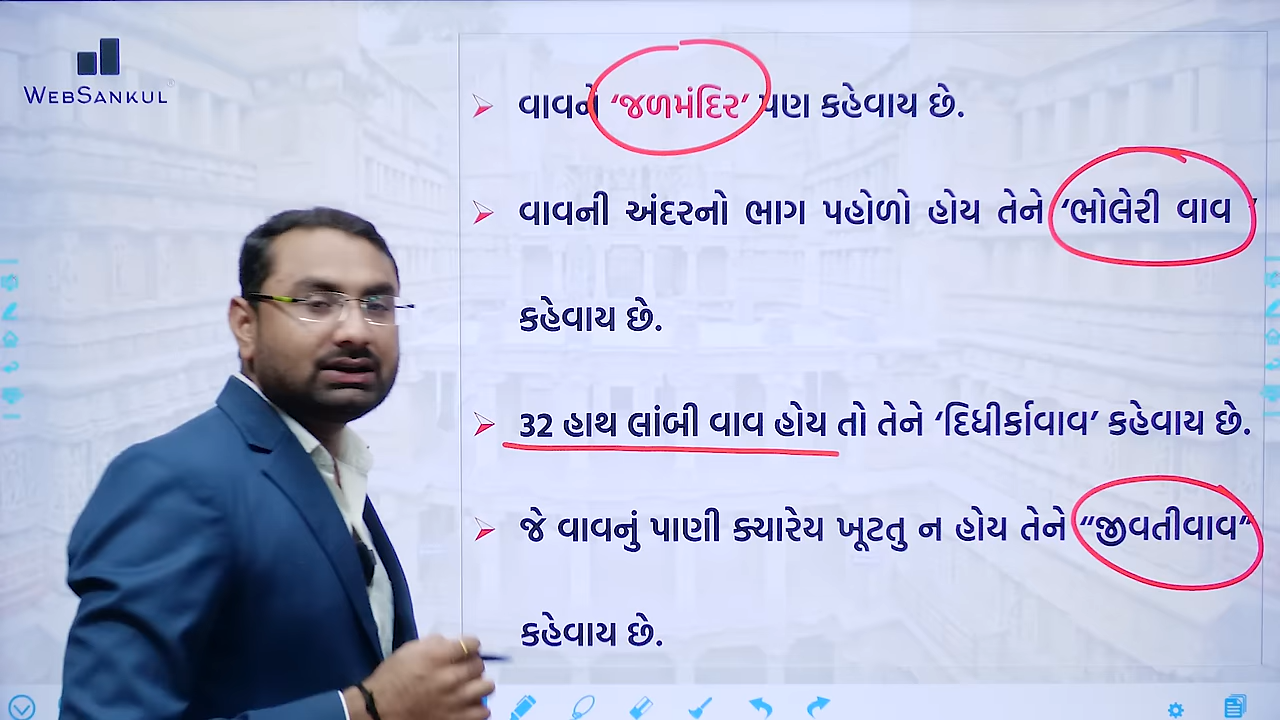 WEBSANKUL
વાવને ‘જળમંદિર’ પણ કહેવાય છે.
વાવની અંદરનો ભાગ પહોળો હોય તેને ‘ભોલેરી વાવ ’
કહેવાય છે.
32 હાથ લાંબી વાવ હોય તો તેને ‘દિધીર્કાવાવ’ કહેવાય છે.
જે વાવનું પાણી ક્યારેય ખૂટતુ ન હોય તેને “જીવતીવાવ”
કહેવાય છે.